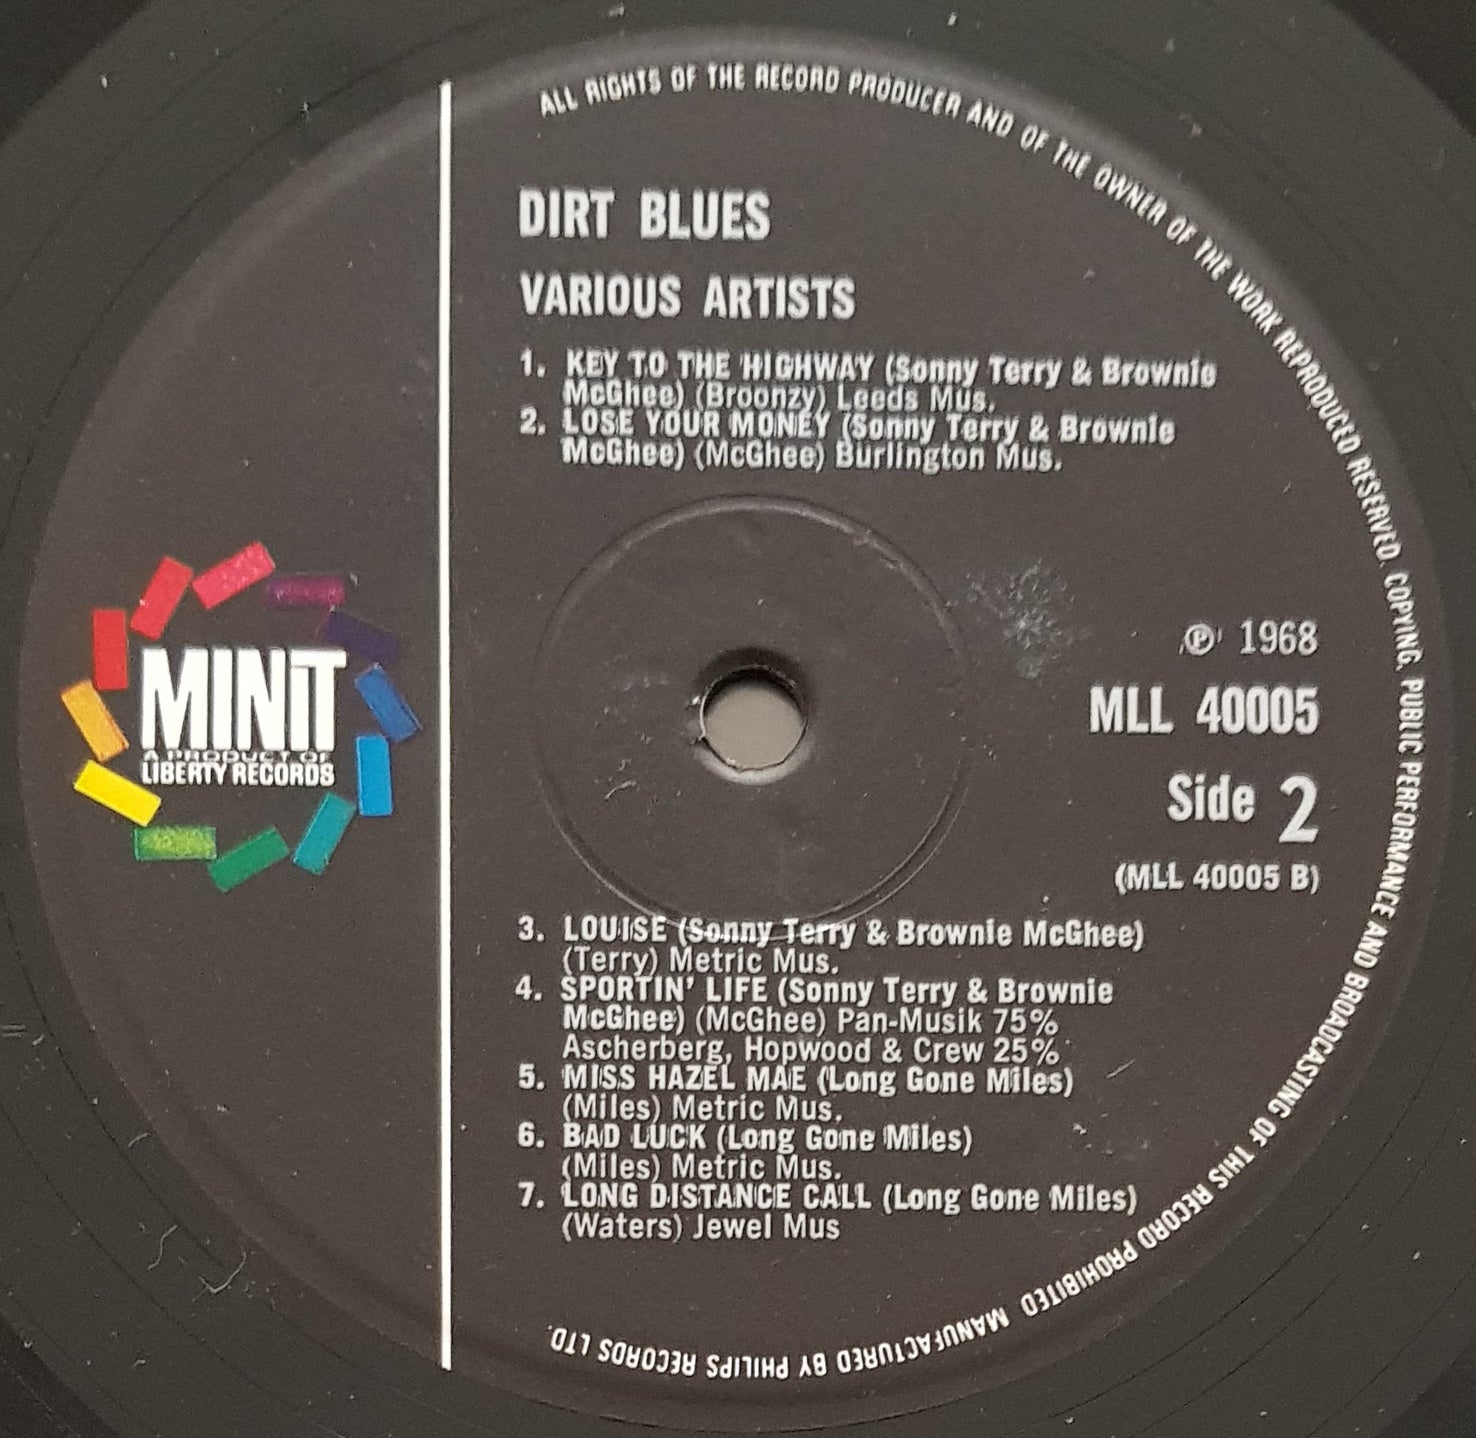 ALL RIGHTS OF THE RECORD PRODUCER AND OF THE OWNER OF THE WORK REPRODUCED RESERVED. COPYING, PUBLIC PERFORMANCE AND BROADCASTING OF THIS RECORD PROHIBITED MANUFACTURED BY PHILIPS RECORDS LTD.
DIRT BLUES
VARIOUS ARTISTS
1. KEY TO THE HIGHWAY (Sonny Terry & Brownie
McGhee) (Broonzy) Leeds Mus.
2. LOSE YOUR MONEY (Sonny Terry & Brownie
McGhee) (McGhee) Burlington Mus.
MINIT
A PRODUCT OF
LIBERTY RECORDS
℗ 1968
MLL 40005
Side 2
(MLL 40005 B)
3. LOUISE (Sonny Terry & Brownie McGhee)
(Terry) Metric Mus.
4. SPORTIN' LIFE (Sonny Terry & Brownie
McGhee) (McGhee) Pan-Musik 75%
Ascherberg, Hopwood & Crew 25%
5. MISS HAZEL MAE (Long Gone Miles)
(Miles) Metric Mus.
6. BAD LUCK (Long Gone Miles)
(Miles) Metric Mus.
7. LONG DISTANCE CALL (Long Gone Miles)
(Waters) Jewel Mus